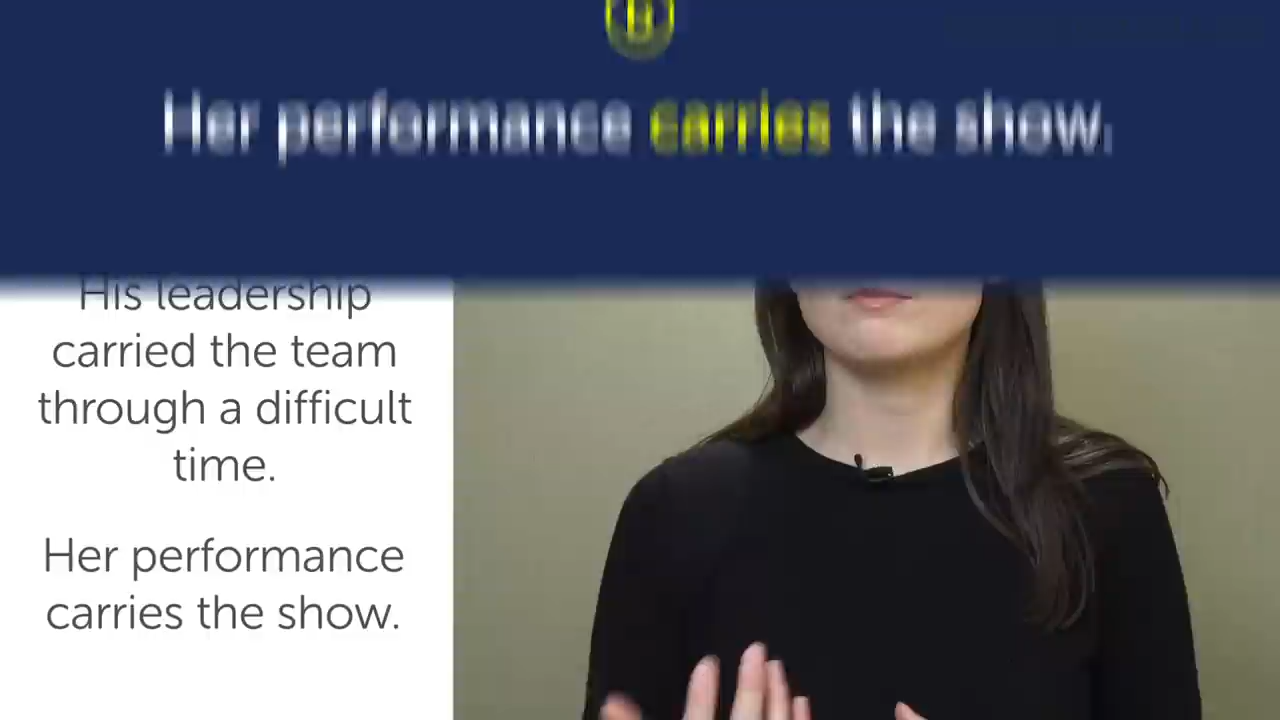 Her performance carries the show.
His leadership
carried the team
through a difficult
time.
Her performance
carries the show.